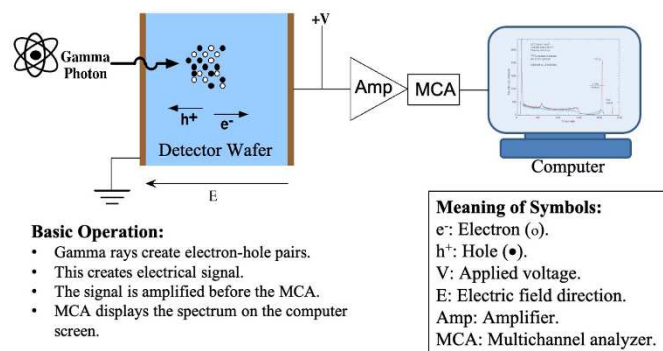 +V
Gamma
Photon
h+
e-
Detector Wafer
E
Amp
MCA
Computer
Basic Operation:
• Gamma rays create electron-hole pairs.
• This creates electrical signal.
• The signal is amplified before the MCA.
• MCA displays the spectrum on the computer
screen.
Meaning of Symbols:
e-: Electron (o).
h+: Hole (●).
V: Applied voltage.
E: Electric field direction.
Amp: Amplifier.
MCA: Multichannel analyzer.